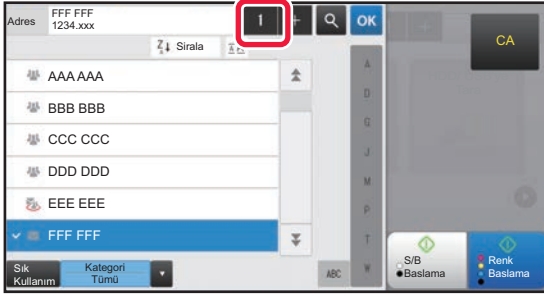 Adres
FFF FFF
1234.xxx
1
+
OK
CA
Z↓ Sirala
AAA AAA
BBB BBB
CCC CCC
DDD DDD
EEE EEE
FFF FFF
A
D
G
J
M
P
T
W
ABC
Sık
Kullanım
Kategori
Tümü
S/B
Baslama
Renk
Baslama